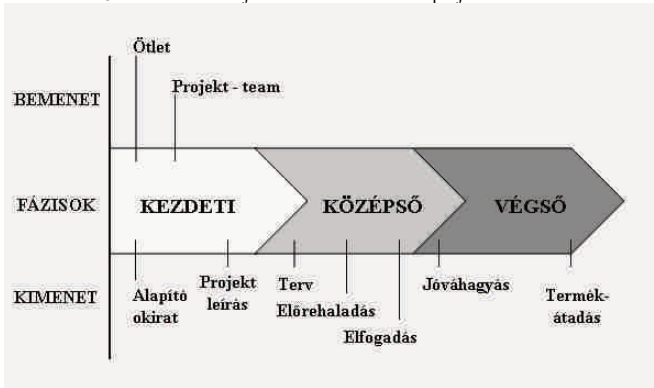 Ötlet
Projekt - team
BEMENET
FÁZISOK
KEZDETI
KÖZÉPSŐ
VÉGSŐ
KIMENET
Alapító
okirat
Projekt
leírás
Terv
Előrehaladás
Elfogadás
Jóváhagyás
Termék-
átadás